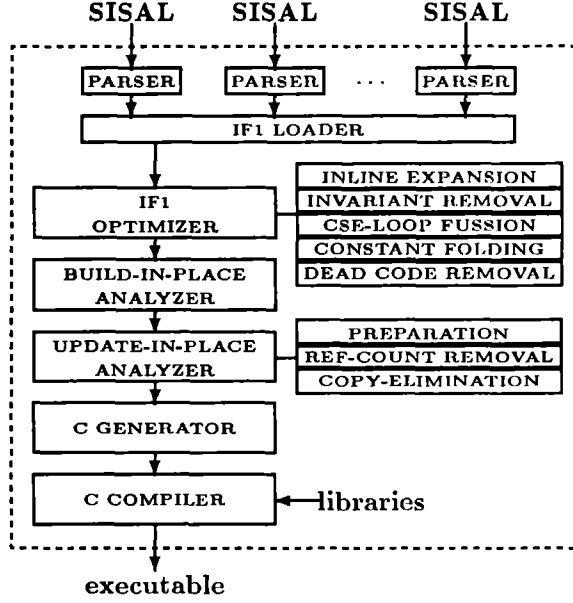 SISAL SISAL SISAL
PARSER PARSER ... PARSER
IF1 LOADER
IF1
OPTIMIZER
INLINE EXPANSION
INVARIANT REMOVAL
CSE-LOOP FUSSION
CONSTANT FOLDING
DEAD CODE REMOVAL
BUILD-IN-PLACE
ANALYZER
UPDATE-IN-PLACE
ANALYZER
PREPARATION
REF-COUNT REMOVAL
COPY-ELIMINATION
C GENERATOR
C COMPILER
libraries
executable